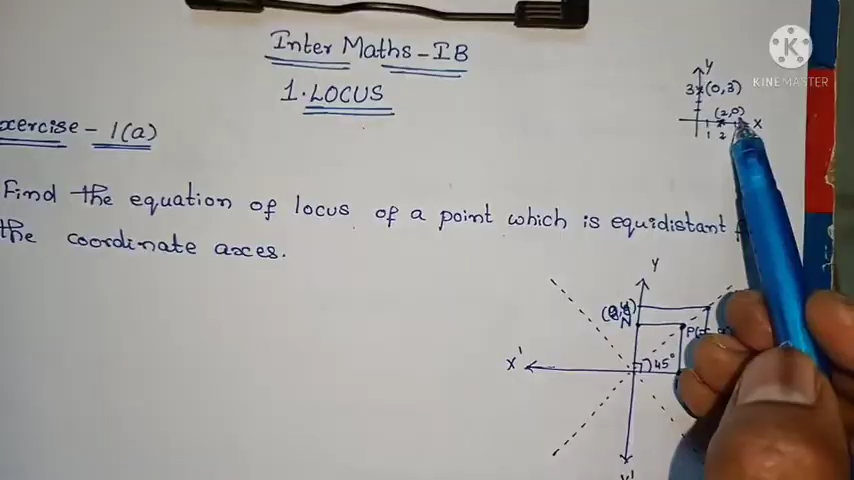 Inter Maths-IB
1. LOCUS
KINEMASTER
Y
3 (0,3)
(2,0)
X
1 2
xercise - 1(a)
Find the equation of locus of a point which is equidistant
the coordinate axes.
Y
N
P(
X'
45°
Y'